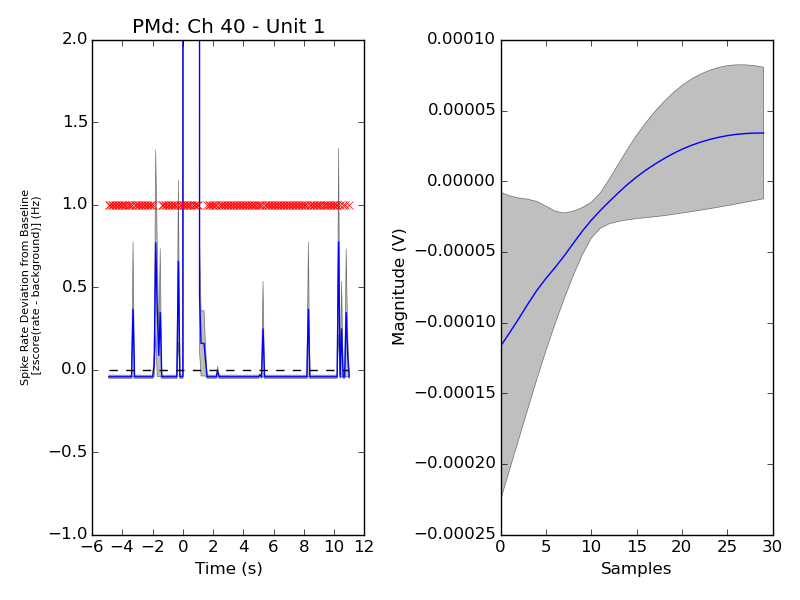 PMd: Ch 40 - Unit 1
2.0
1.5
1.0
0.5
0.0
−0.5
−1.0
−6 −4 −2 0 2 4 6 8 10 12
Time (s)
Spike Rate Deviation from Baseline
[zscore(rate - background)] (Hz)
0.00010
0.00005
0.00000
−0.00005
−0.00010
−0.00015
−0.00020
−0.00025
0 5 10 15 20 25 30
Samples
Magnitude (V)